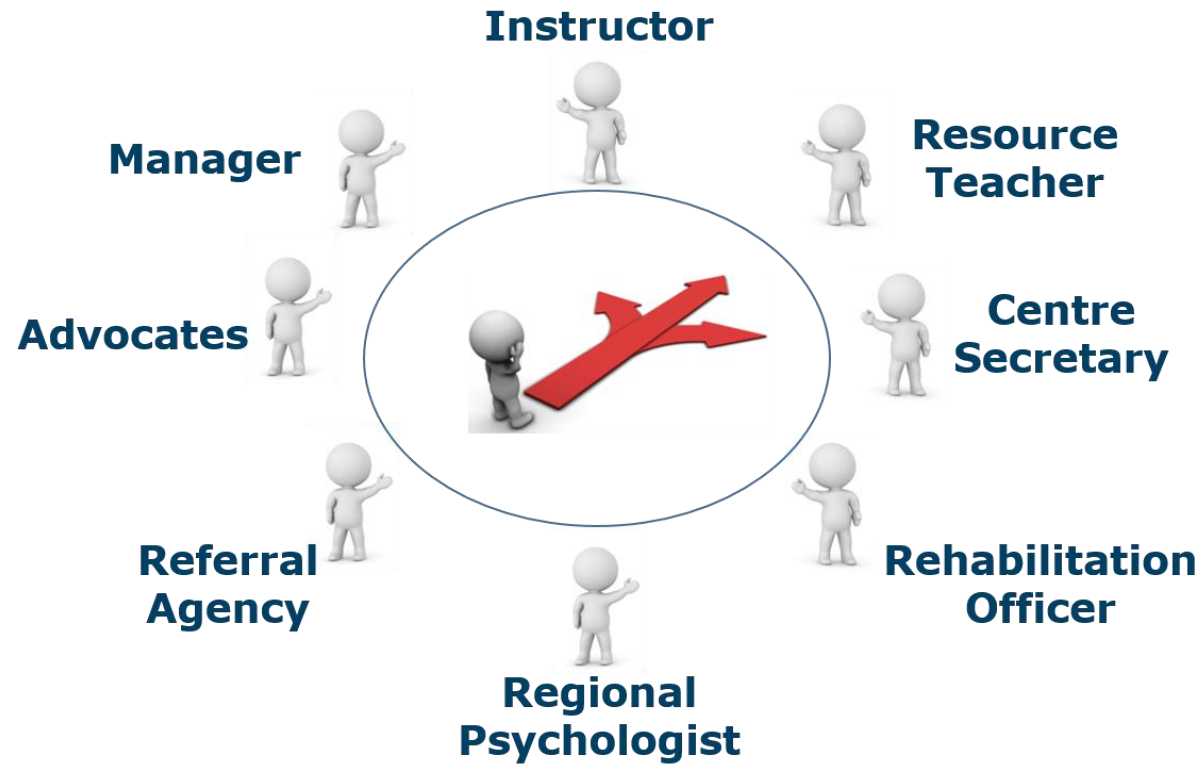 Instructor
Manager
Resource
Teacher
Advocates
Centre
Secretary
Referral
Agency
Rehabilitation
Officer
Regional
Psychologist